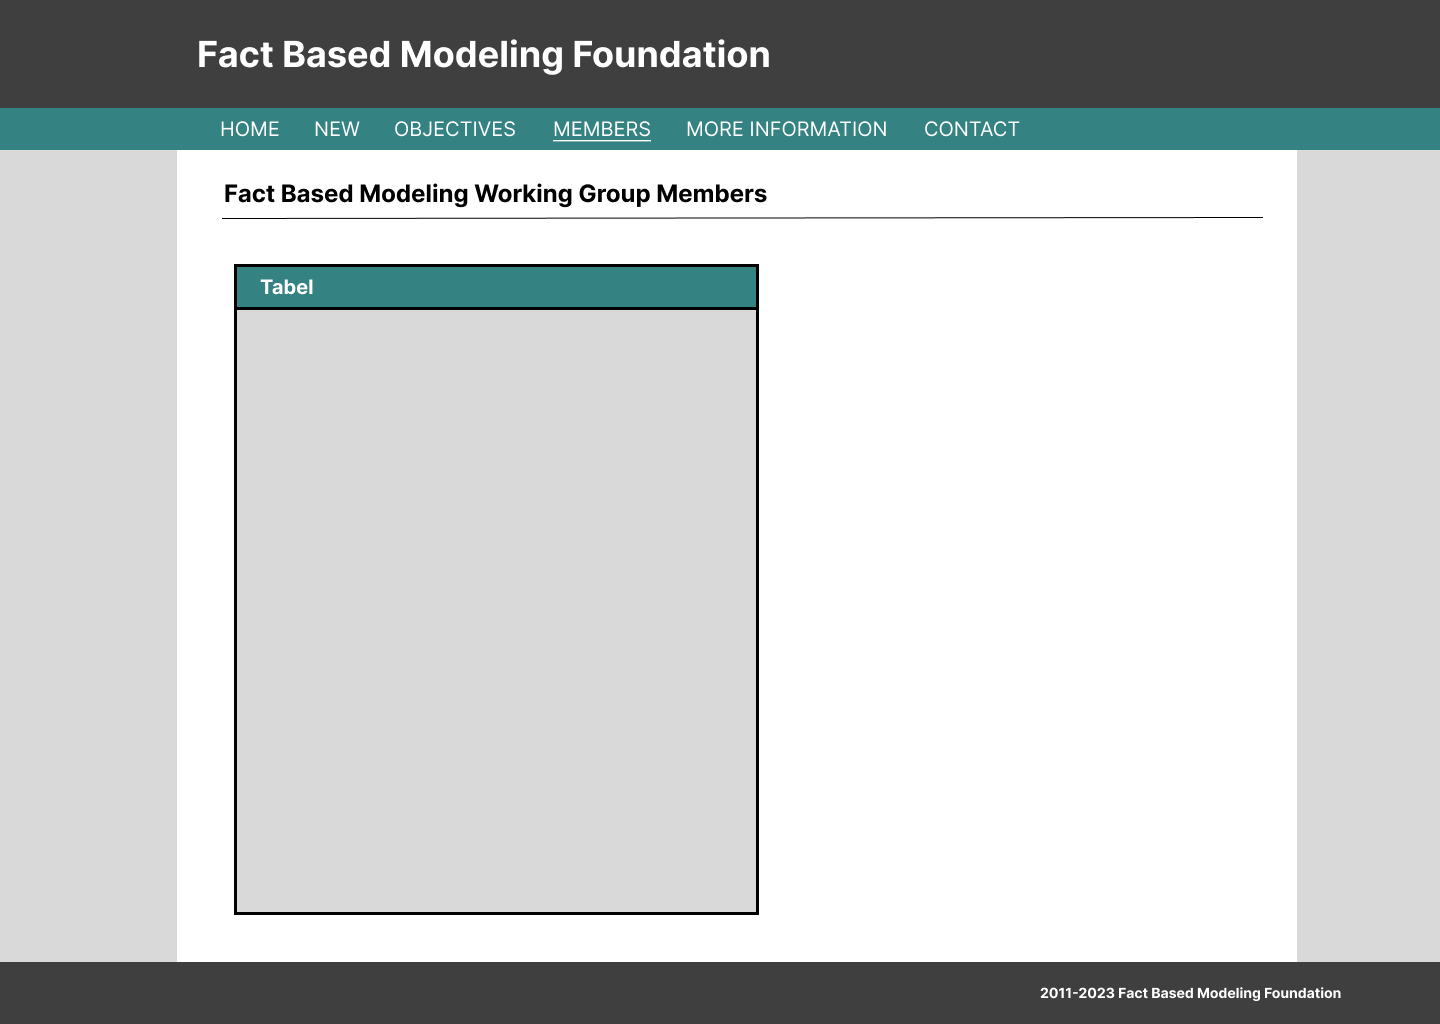 Fact Based Modeling Foundation
HOME NEW OBJECTIVES MEMBERS MORE INFORMATION CONTACT
Fact Based Modeling Working Group Members
Tabel
2011-2023 Fact Based Modeling Foundation